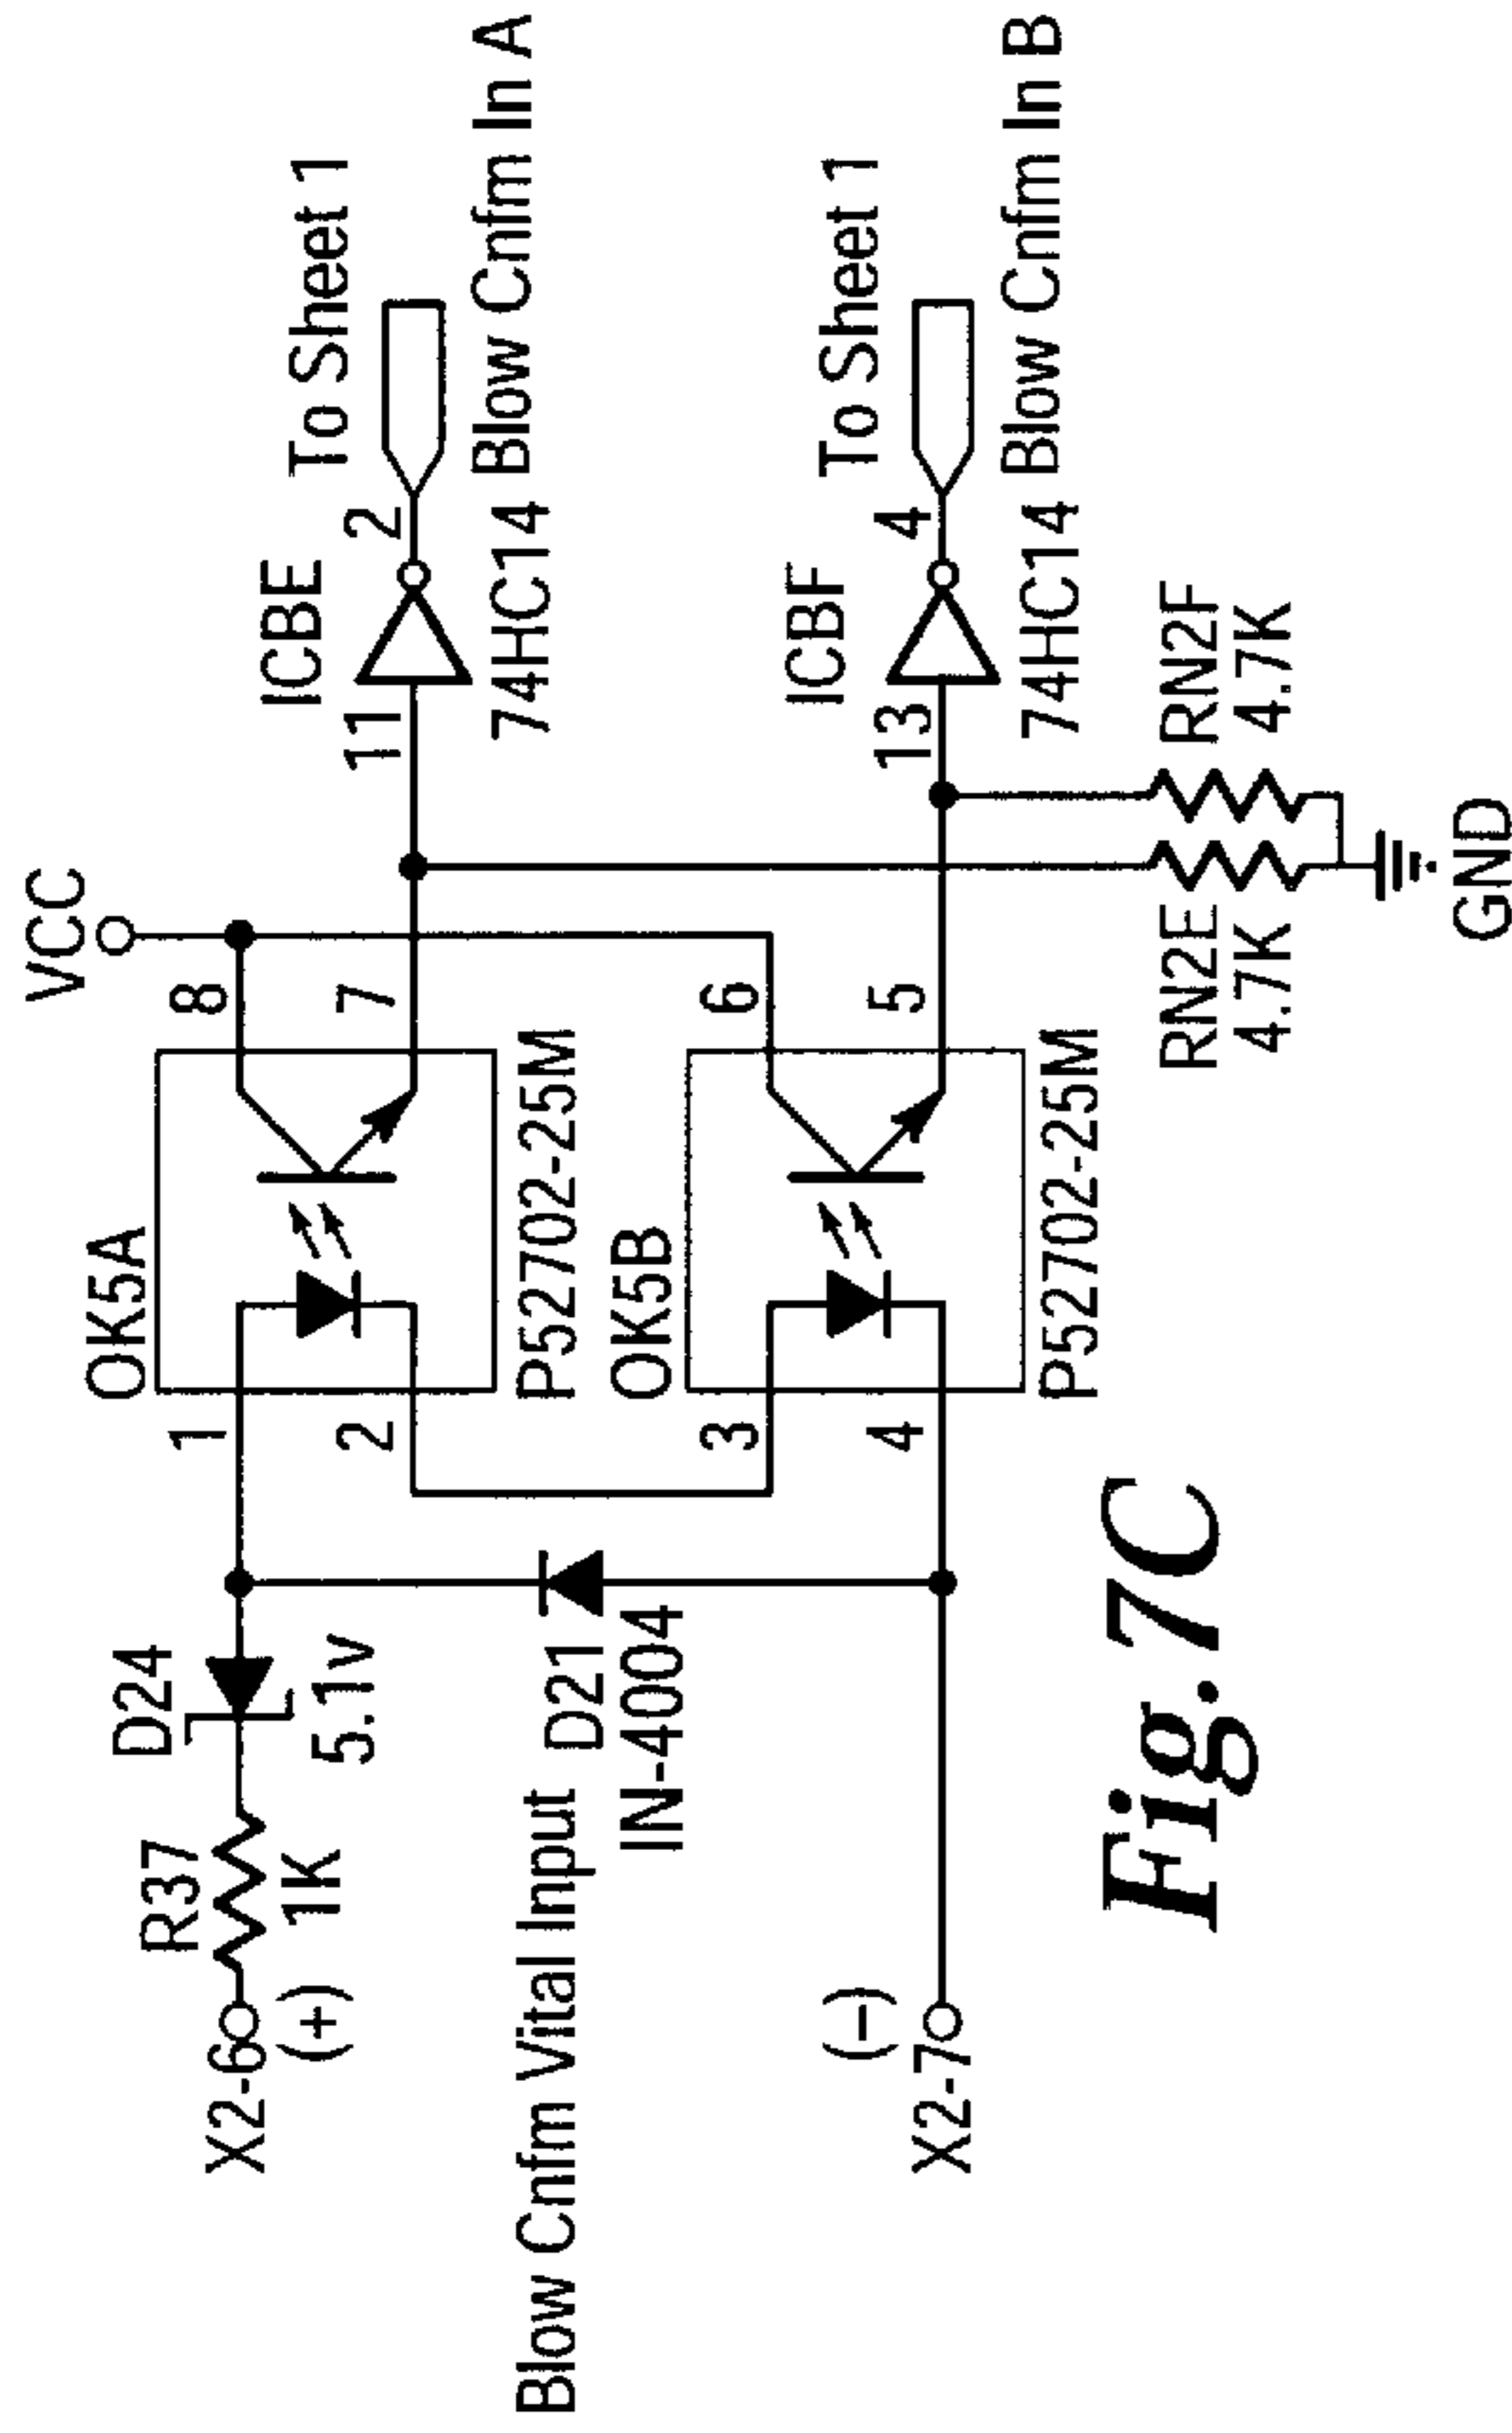 VCC
OK5A
ICBE
To Sheet 1
X2-6
(+)
R37
1K
D24
5.1v
1
2
8
7
11
2
74HC14
Blow Cnfm In A
P52702-25M
Blow Cnfm Vital Input
D21
IN-4004
OK5B
ICBF
To Sheet 1
X2-7
(−)
3
4
6
5
13
4
74HC14
Blow Cnfm In B
P52702-25M
RN2E
4.7K
RN2F
4.7K
GND
Fig. 7C